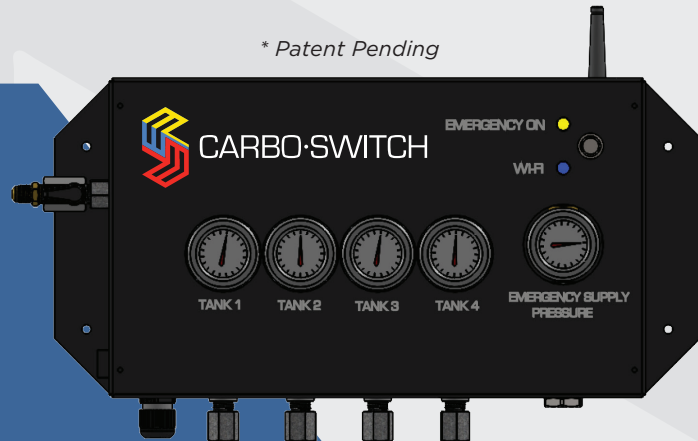 * Patent Pending
EMERGENCY ON
CARBO·SWITCH
WI-FI
TANK 1
TANK 2
TANK 3
TANK 4
EMERGENCY SUPPLY
PRESSURE